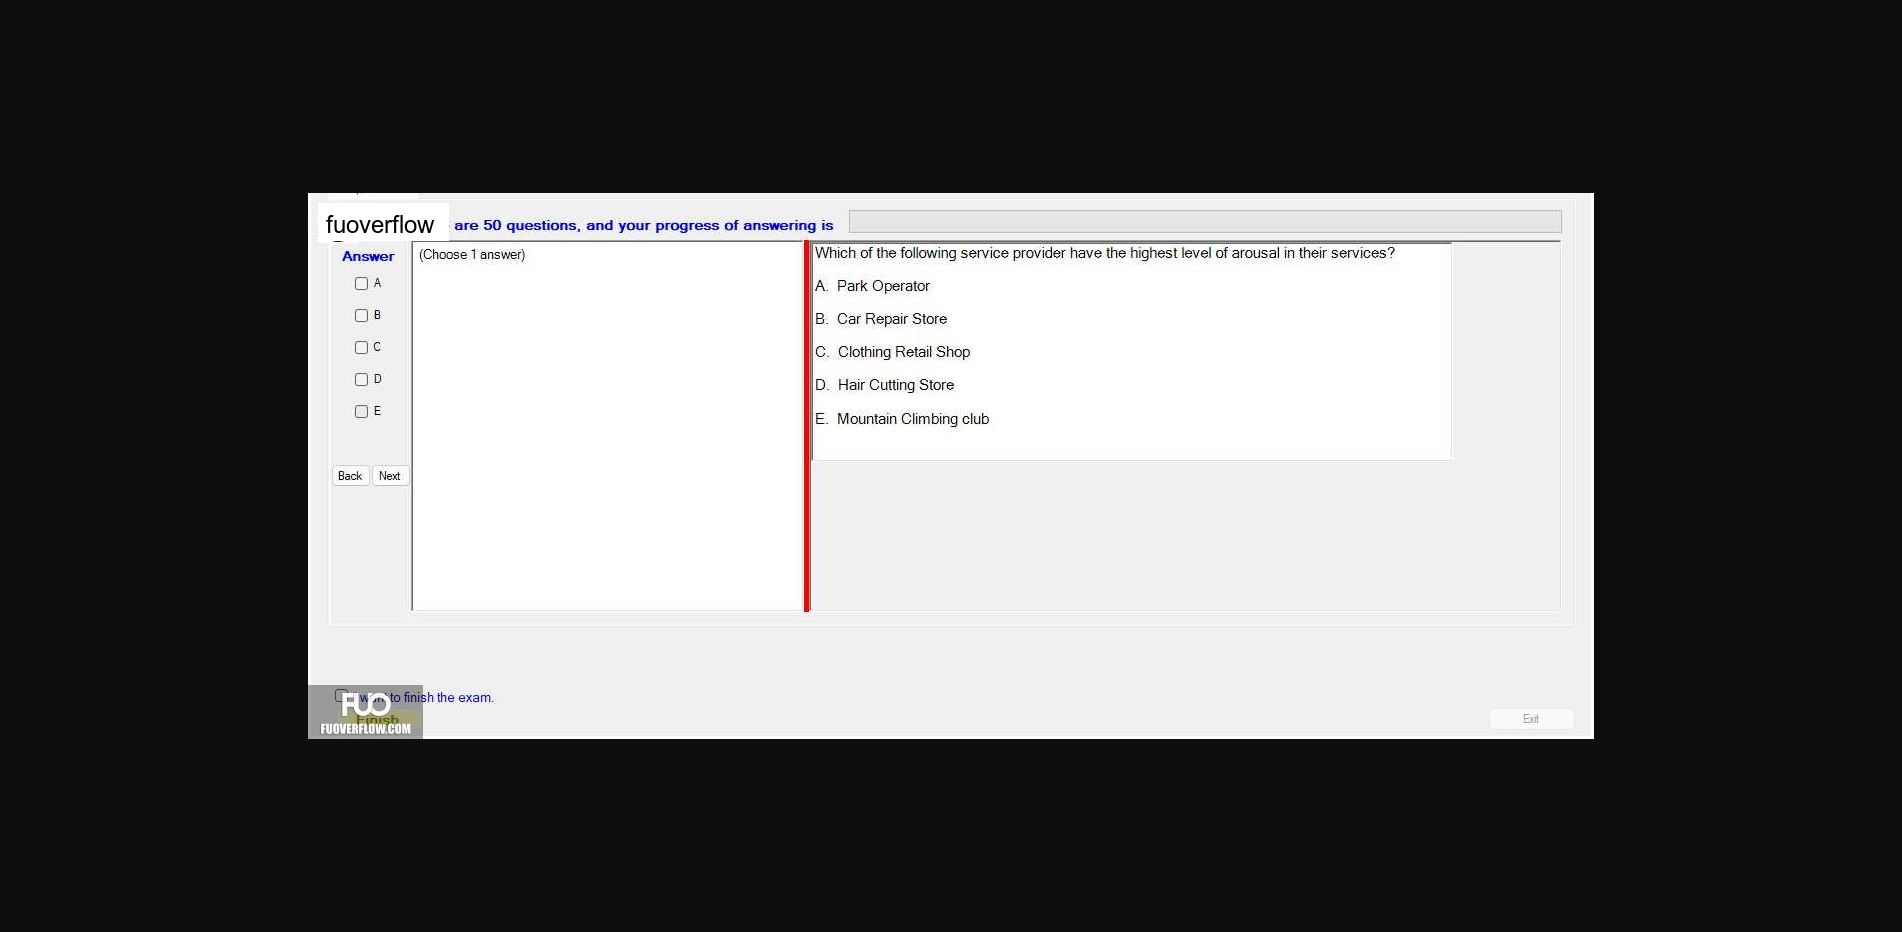 fuoverflow are 50 questions, and your progress of answering is
Answer
(Choose 1 answer)
A
B
C
D
E
Back Next
Which of the following service provider have the highest level of arousal in their services?
A. Park Operator
B. Car Repair Store
C. Clothing Retail Shop
D. Hair Cutting Store
E. Mountain Climbing club
I want to finish the exam.
FUO
Finish
FUOVERFLOW.COM
Exit